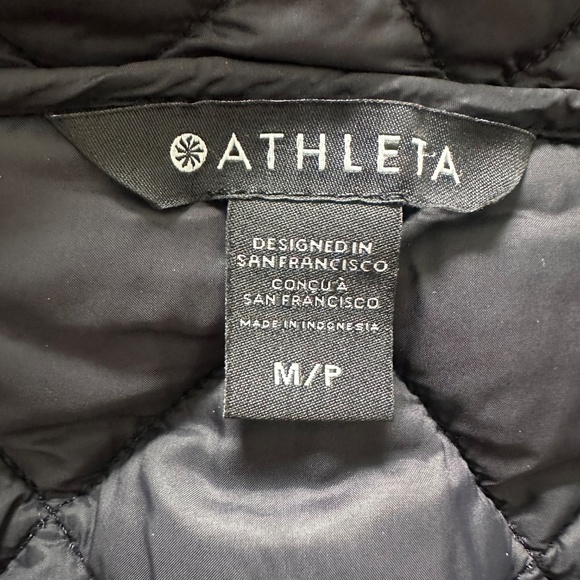 ATHLETA
DESIGNED IN
SAN FRANCISCO
CONÇU À
SAN FRANCISCO
MADE IN INDONESIA
M/P